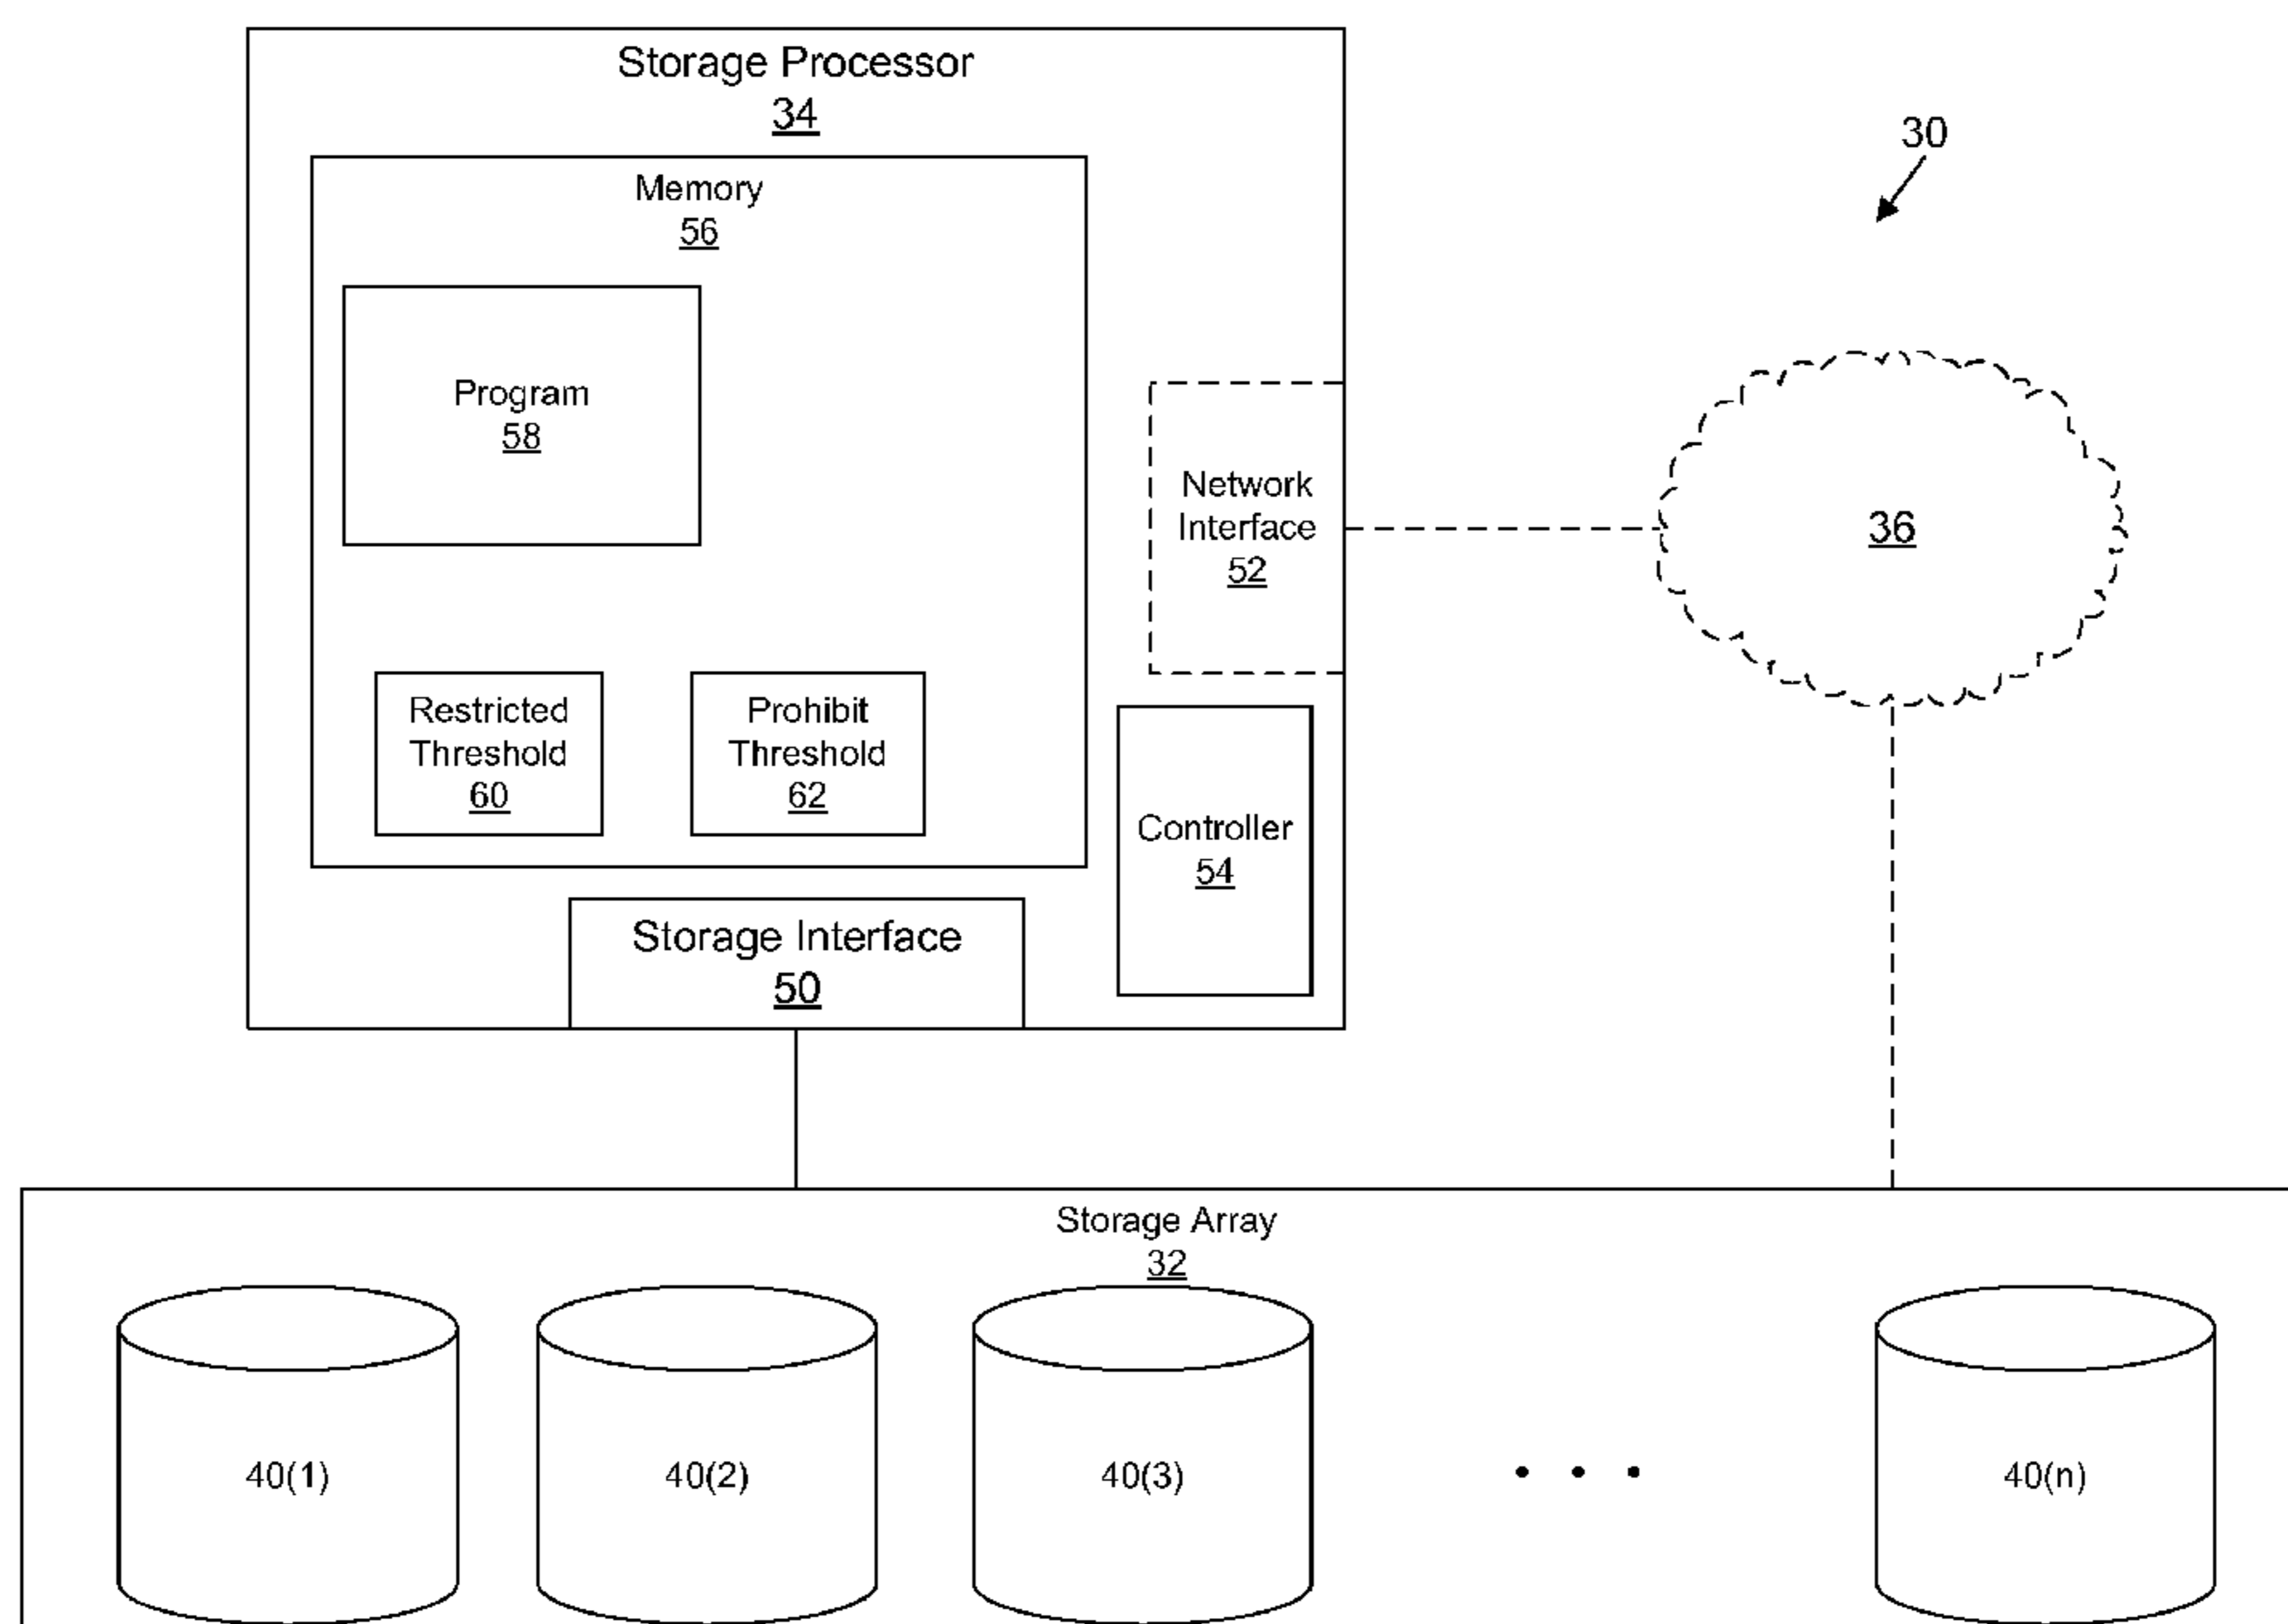 Storage Processor
34
30
Memory
56
Program
58
Network
Interface
52
36
Restricted
Threshold
60
Prohibit
Threshold
62
Controller
54
Storage Interface
50
Storage Array
32
40(1)
40(2)
40(3)
• • •
40(n)